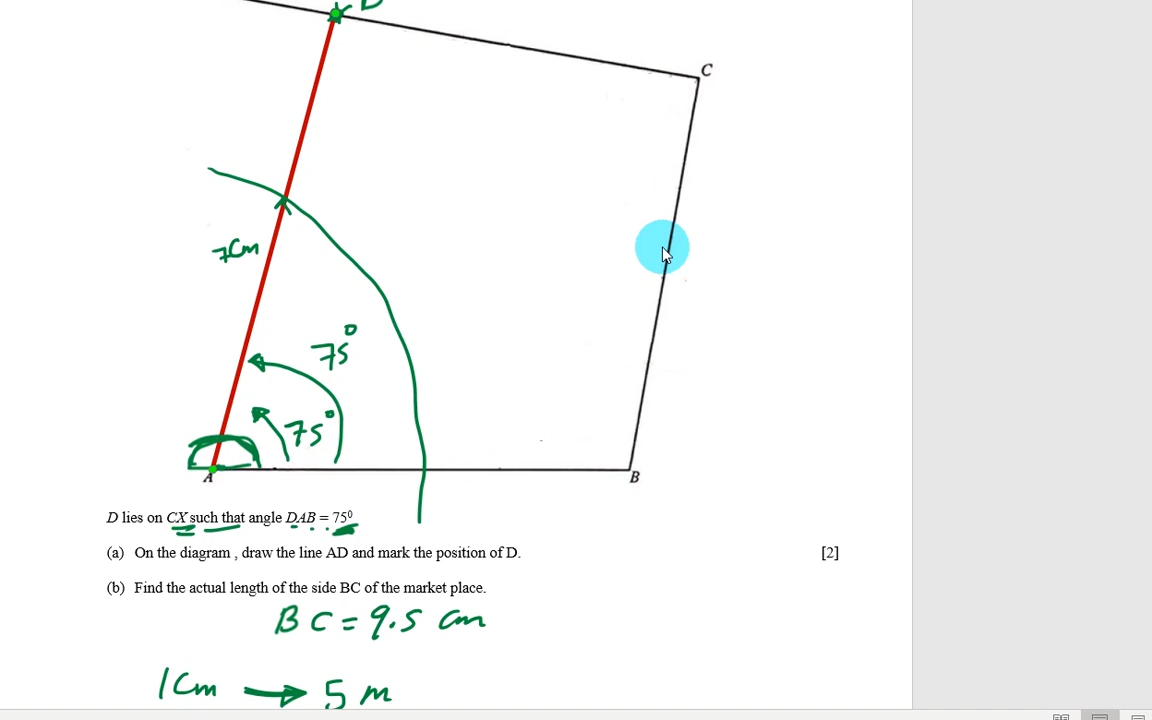 D
C
7cm
75°
75°
A
B
D lies on CX such that angle DAB = 75⁰
(a) On the diagram , draw the line AD and mark the position of D.
[2]
(b) Find the actual length of the side BC of the market place.
BC = 9.5 cm
1cm → 5 m